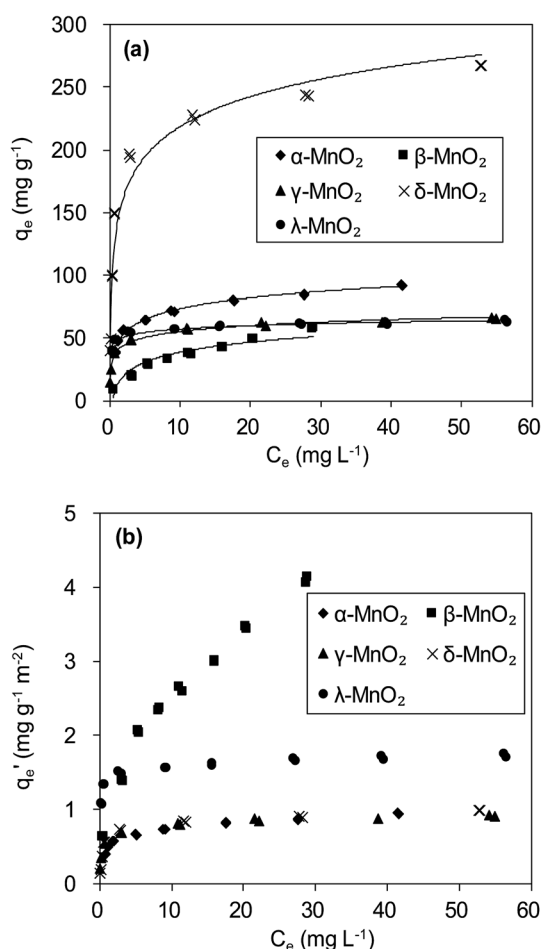 (a)
300
250
200
150
100
50
0
qₑ (mg g⁻¹)
α-MnO₂ β-MnO₂
γ-MnO₂ δ-MnO₂
λ-MnO₂
0 10 20 30 40 50 60
Cₑ (mg L⁻¹)
(b)
5
4
3
2
1
0
qₑ' (mg g⁻¹ m⁻²)
α-MnO₂ β-MnO₂
γ-MnO₂ δ-MnO₂
λ-MnO₂
0 10 20 30 40 50 60
Cₑ (mg L⁻¹)